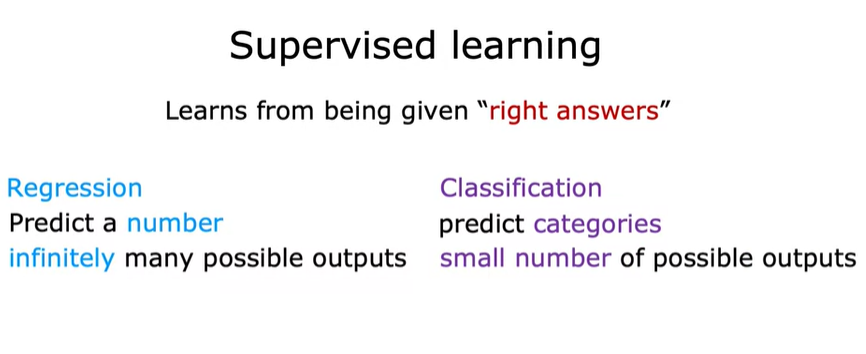 Supervised learning
Learns from being given “right answers”
Regression
Predict a number
infinitely many possible outputs
Classification
predict categories
small number of possible outputs